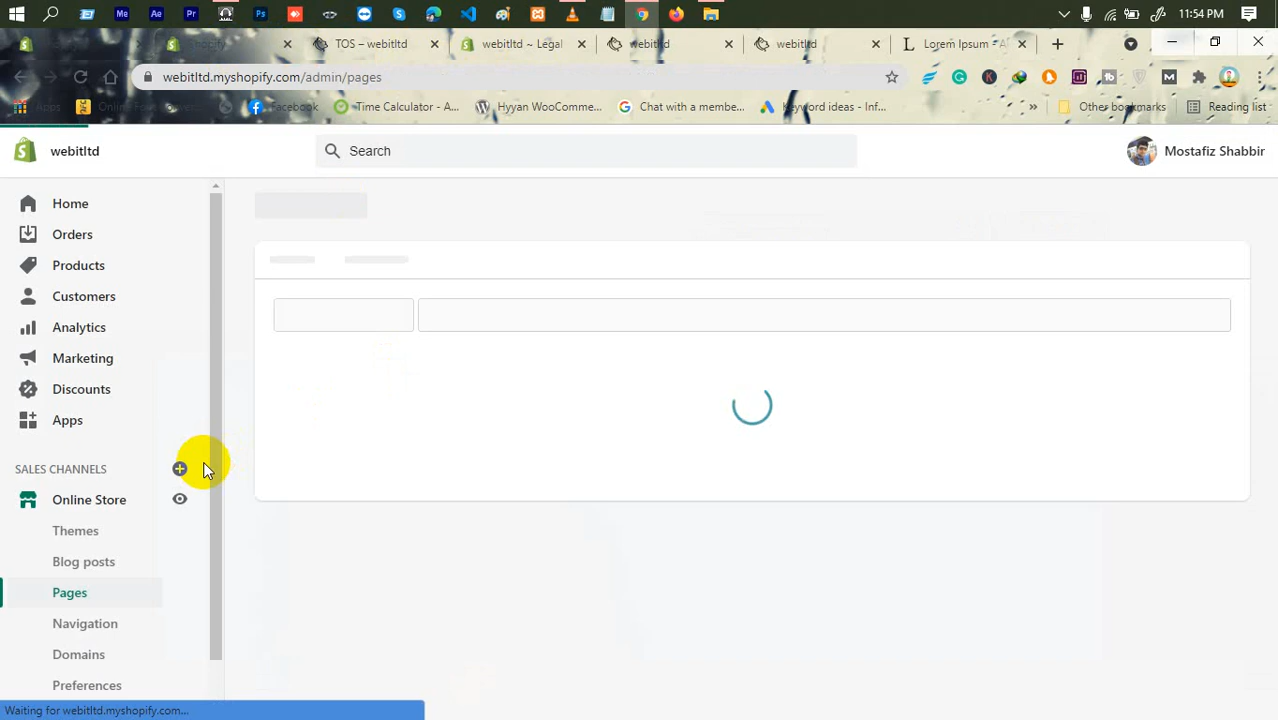 11:54 PM
Shopify
TOS – webitltd
webitltd ~ Legal
webitltd
webitltd
Lorem Ipsum – A
webitltd.myshopify.com/admin/pages
Apps
Facebook
Time Calculator - A...
Hyyan WooComme...
Chat with a membe...
Keyword ideas - Inf...
Other bookmarks
Reading list
webitltd
Search
Mostafiz Shabbir
Home
Orders
Products
Customers
Analytics
Marketing
Discounts
Apps
SALES CHANNELS
Online Store
Themes
Blog posts
Pages
Navigation
Domains
Preferences
Waiting for webitltd.myshopify.com...